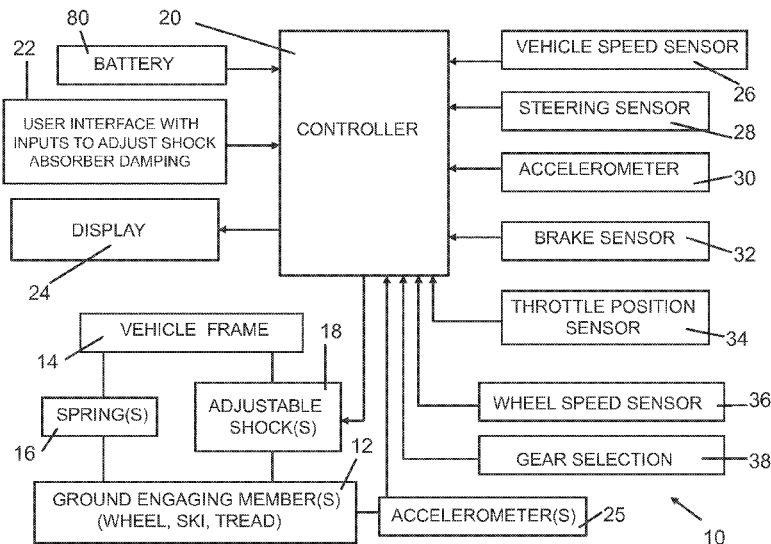 80
20
22
BATTERY
VEHICLE SPEED SENSOR
26
USER INTERFACE WITH
INPUTS TO ADJUST SHOCK
ABSORBER DAMPING
CONTROLLER
STEERING SENSOR
28
ACCELEROMETER
30
DISPLAY
24
BRAKE SENSOR
32
THROTTLE POSITION
SENSOR
34
VEHICLE FRAME
14
18
SPRING(S)
16
ADJUSTABLE
SHOCK(S)
WHEEL SPEED SENSOR
36
12
GEAR SELECTION
38
GROUND ENGAGING MEMBER(S)
(WHEEL, SKI, TREAD)
ACCELEROMETER(S)
25
10